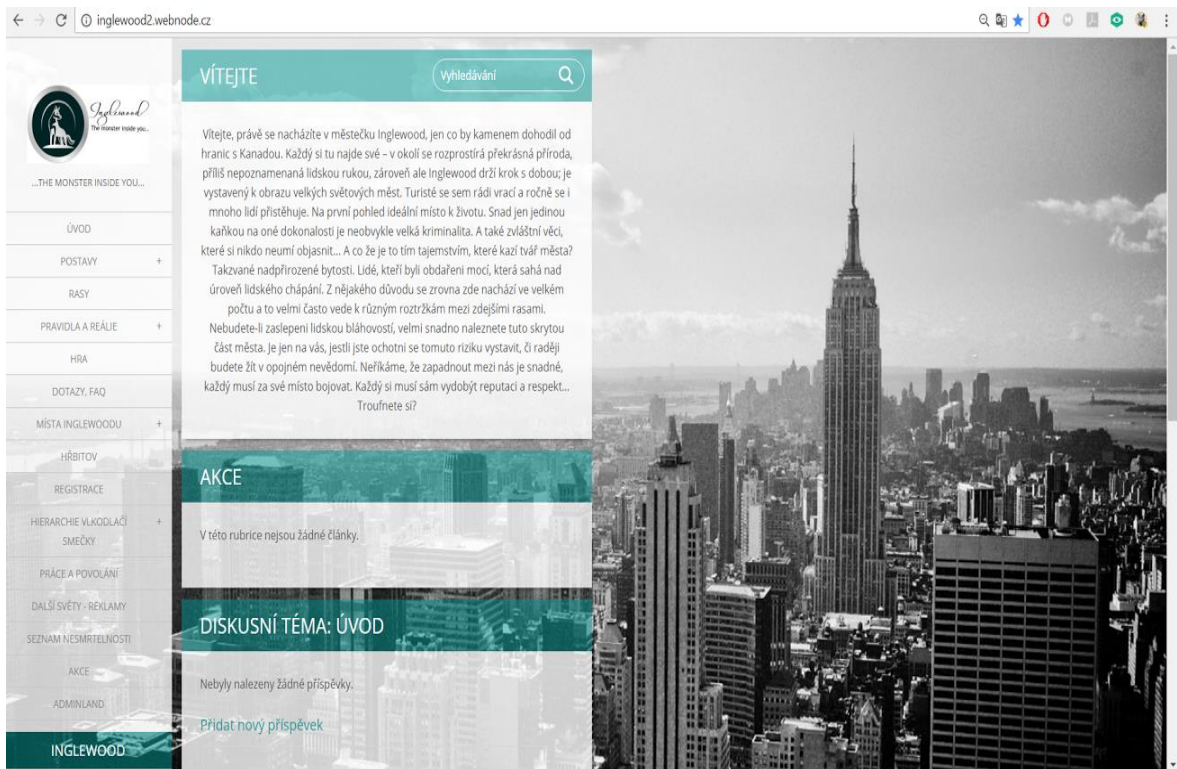 inglewood2.webnode.cz
Inglewood
The monster inside you...
...THE MONSTER INSIDE YOU...
ÚVOD
POSTAVY +
RASY
PRAVIDLA A REÁLIE +
HRA
DOTAZY, FAQ
MÍSTA INGLEWOODU +
HŘBITOV
REGISTRACE
HIERARCHIE VLKODLAČÍ +
SMEČKY
PRÁCE A POVOLÁNÍ
DALŠÍ SVĚTY - REKLAMY
SEZNAM NESMRTELNOSTI
AKCE
ADMINLAND
INGLEWOOD
VÍTEJTE
Vyhledávání
Vítejte, právě se nacházíte v městečku Inglewood, jen co by kamenem dohodil od
hranic s Kanadou. Každý si tu najde své – v okolí se rozprostírá překrásná příroda,
příliš nepoznamenaná lidskou rukou, zároveň ale Inglewood drží krok s dobou; je
vystavený k obrazu velkých světových měst. Turisté se sem rádi vrací a ročně se i
mnoho lidí přistěhuje. Na první pohled ideální místo k životu. Snad jen jedinou
kaňkou na oné dokonalosti je neobvykle velká kriminalita. A také zvláštní věci,
které si nikdo neumí objasnit... A co že je to tím tajemstvím, které kazí tvář města?
Takzvané nadpřirozené bytosti. Lidé, kteří byli obdařeni mocí, která sahá nad
úroveň lidského chápání. Z nějakého důvodu se zrovna zde nachází ve velkém
počtu a to velmi často vede k různým roztržkám mezi zdejšími rasami.
Nebudete-li zaslepeni lidskou bláhovostí, velmi snadno naleznete tuto skrytou
část města. Je jen na vás, jestli jste ochotni se tomuto riziku vystavit, či raději
budete žít v opojném nevědomí. Neříkáme, že zapadnout mezi nás je snadné,
každý musí za své místo bojovat. Každý si musí sám vydobýt reputaci a respekt...
Troufnete si?
AKCE
V této rubrice nejsou žádné články.
DISKUSNÍ TÉMA: ÚVOD
Nebyly nalezeny žádné příspěvky.
Přidat nový příspěvek